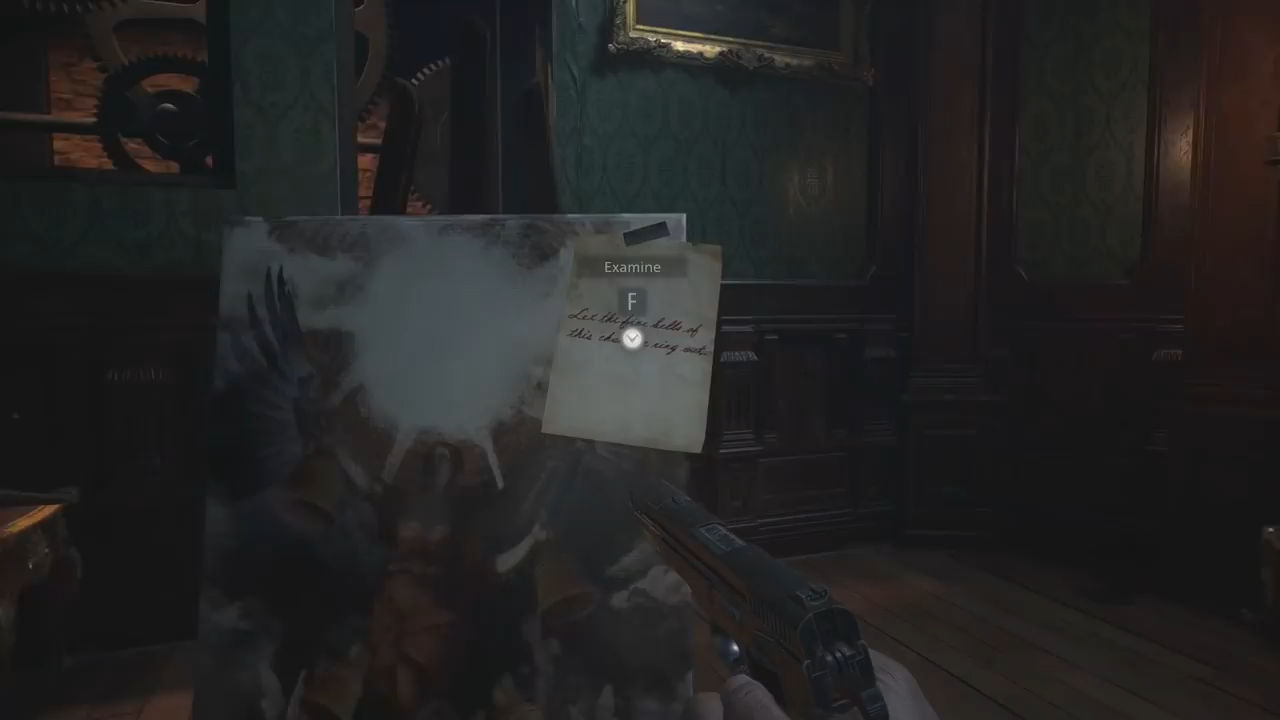 Examine
F
Let the five bells of
this ring out.